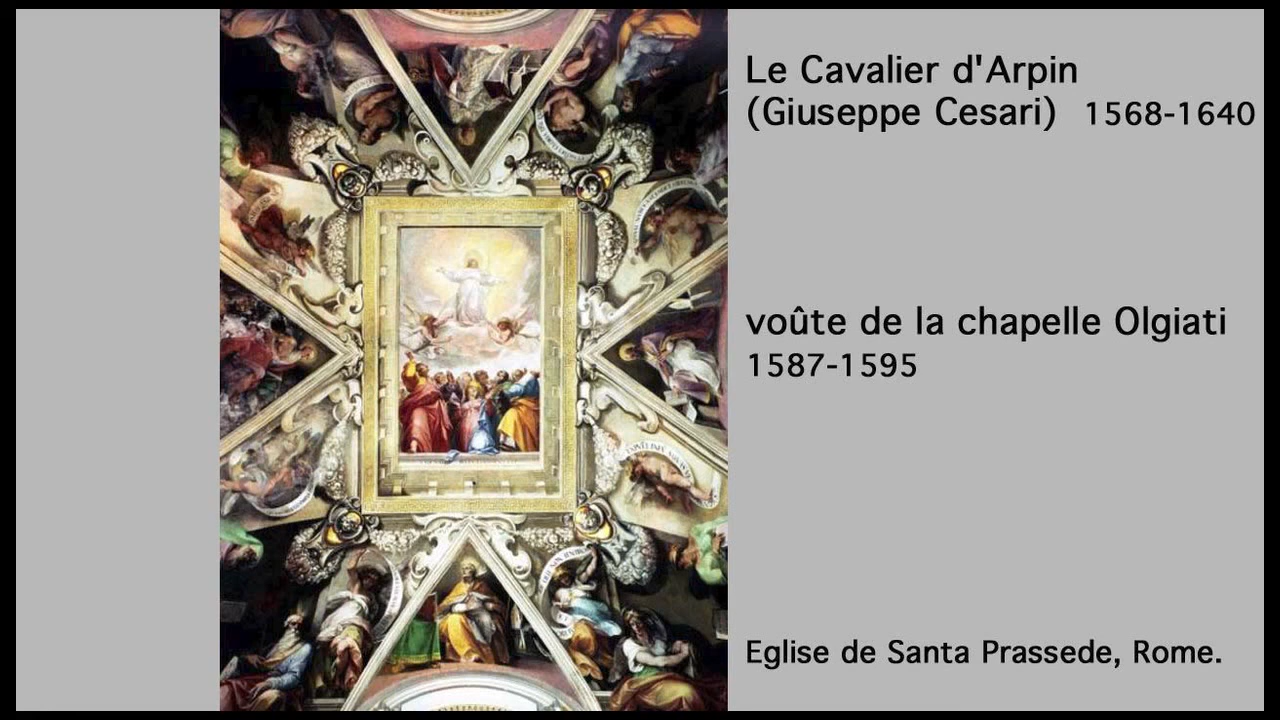 Le Cavalier d'Arpin
(Giuseppe Cesari) 1568-1640
voûte de la chapelle Olgiati
1587-1595
Eglise de Santa Prassede, Rome.